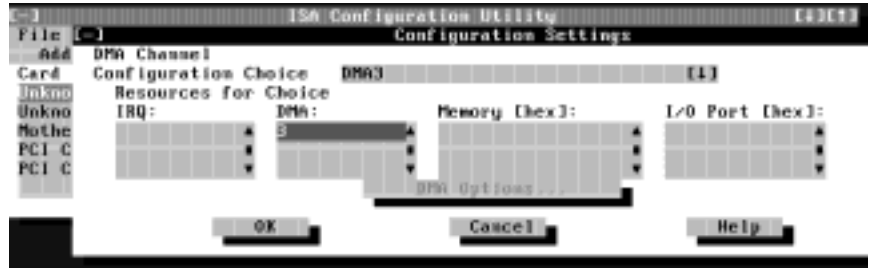 [-] ISA Configuration Utility [↓][↑]
File [-] Configuration Settings
Add DMA Channel
Card Configuration Choice DMA3 [↓]
Unkno Resources for Choice
Unkno IRQ: DMA: Memory [hex]: I/O Port [hex]:
Mothe 3
PCI C
PCI C
DMA Options...
OK Cancel Help